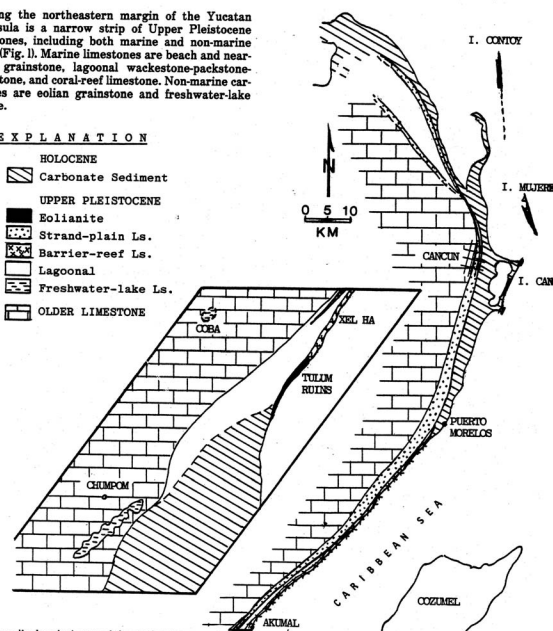 ng the northeastern margin of the Yucatan
sula is a narrow strip of Upper Pleistocene
ones, including both marine and non-marine
(Fig. 1). Marine limestones are beach and near-
grainstone, lagoonal wackestone-packstone-
tone, and coral-reef limestone. Non-marine car-
es are eolian grainstone and freshwater-lake
e.
EXPLANATION
HOLOCENE
Carbonate Sediment
UPPER PLEISTOCENE
Eolianite
Strand-plain Ls.
Barrier-reef Ls.
Lagoonal
Freshwater-lake Ls.
OLDER LIMESTONE
I. CONTOY
N
0 5 10
KM
I. MUJERE
CANCUN
I. CAN
COBA
XEL HA
TULUM
RUINS
PUERTO
MORELOS
CHUMPOM
CARIBBEAN SEA
COZUMEL
AKUMAL